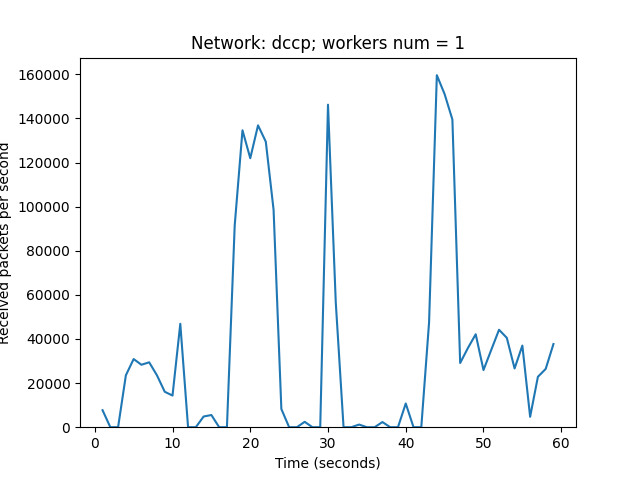 Network: dccp; workers num = 1
Received packets per second
160000
140000
120000
100000
80000
60000
40000
20000
0
0 10 20 30 40 50 60
Time (seconds)